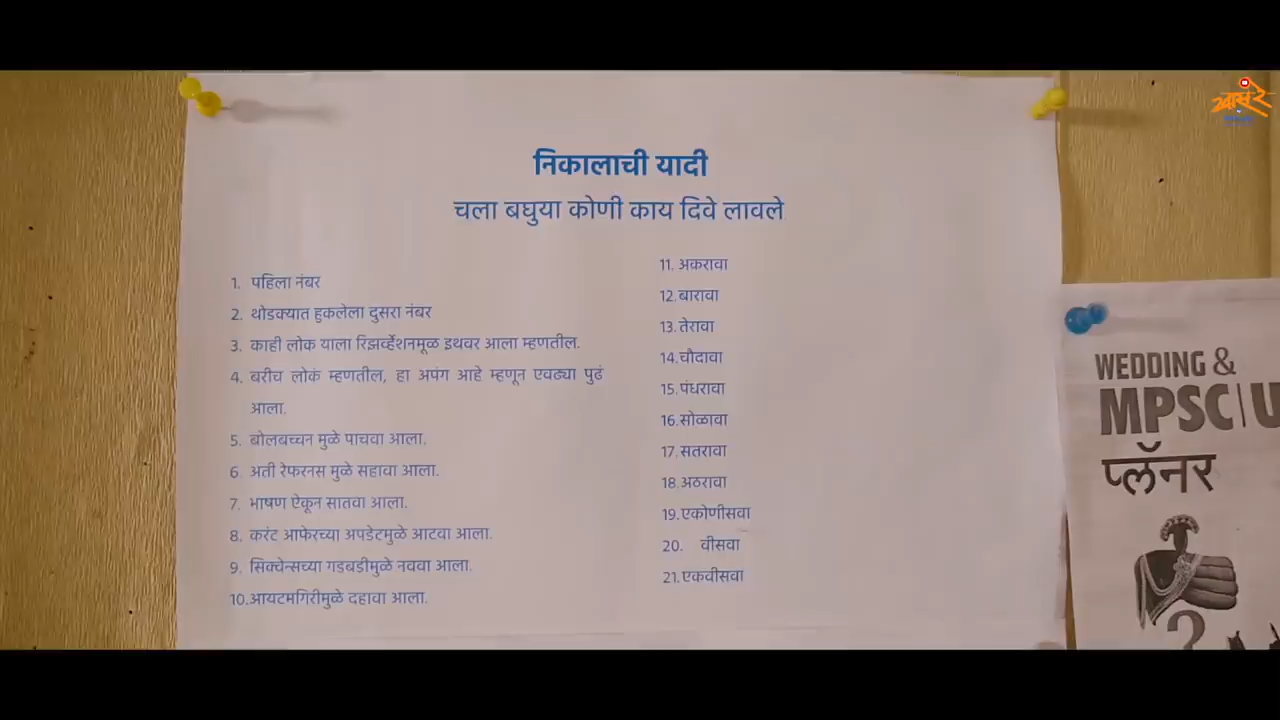 खासरे
निकालाची यादी
चला बघुया कोणी काय दिवे लावले
1. पहिला नंबर
2. थोडक्यात हुकलेला दुसरा नंबर
3. काही लोक याला रिझर्व्हेशनमूळ इथवर आला म्हणतील.
4. बरीच लोकं म्हणतील, हा अपंग आहे म्हणून एवढ्या पुढं
आला.
5. बोलबच्चन मुळे पाचवा आला.
6. अती रेफरनस मुळे सहावा आला.
7. भाषण ऐकून सातवा आला.
8. करंट आफेरच्या अपडेटमुळे आटवा आला.
9. सिक्वेन्सच्या गडबडीमुळे नववा आला.
10.आयटमगिरीमुळे दहावा आला.
11. अकरावा
12.बारावा
13.तेरावा
14.चौदावा
15.पंधरावा
16.सोळावा
17.सतरावा
18.अठरावा
19.एकोणीसवा
20. वीसवा
21.एकवीसवा
WEDDING &
MPSC|U
प्लॅनर
?